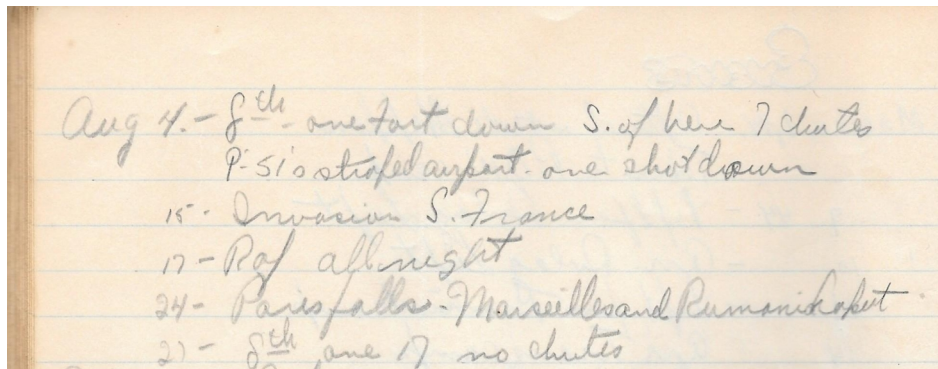 Aug 4. - 8th - one Fort down S. of here 7 chutes
P-51's strafed airport - one shot down
15 - Invasion S. France
17 - Raf all night
24 - Paris falls - Marseilles and Rumani Kaput
27 - 8th, one 17 no chutes